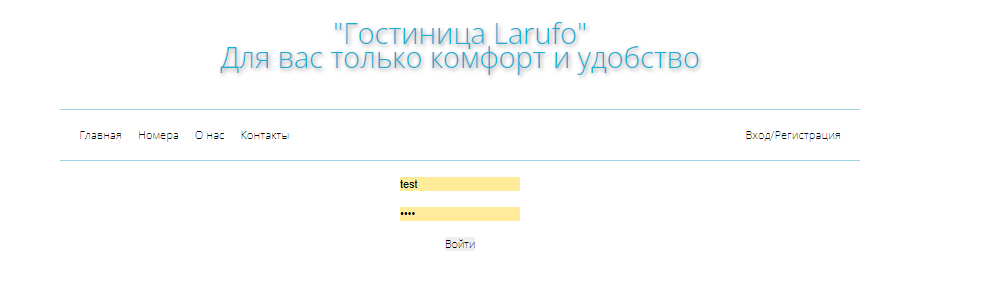 "Гостиница Larufo"
Для вас только комфорт и удобство
Главная Номера О нас Контакты Вход/Регистрация
test
••••
Войти